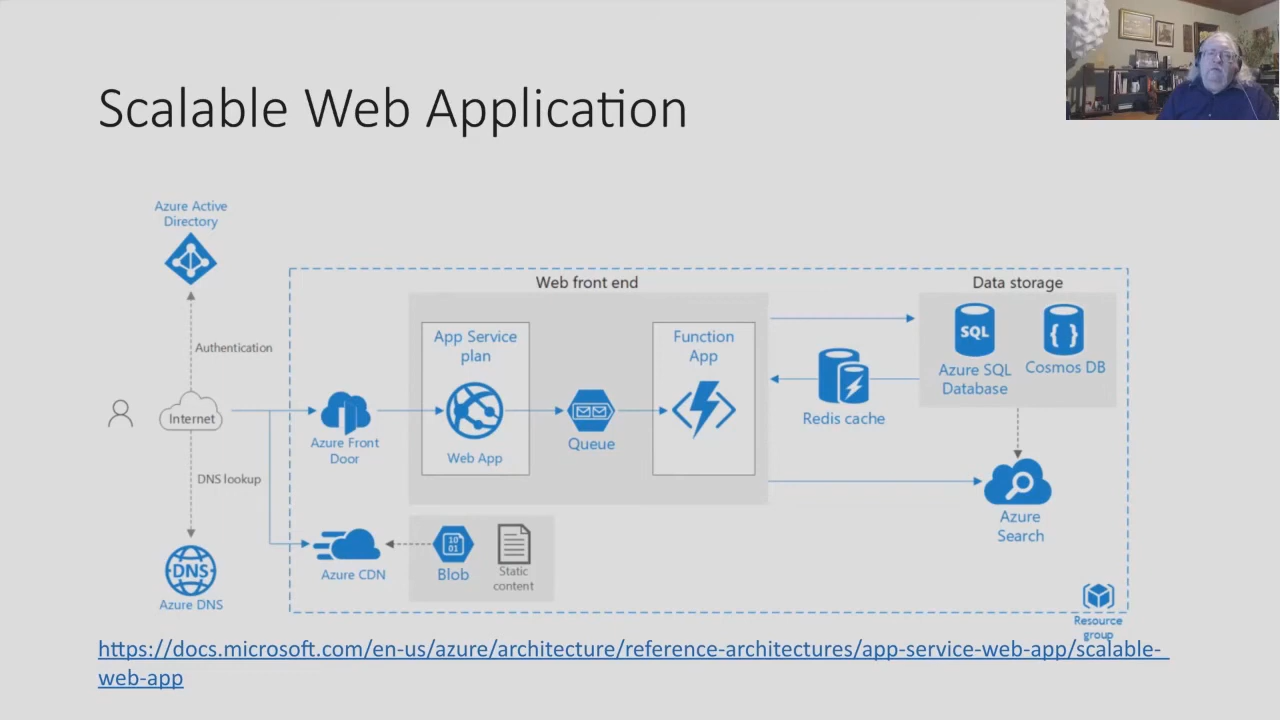 Scalable Web Application
Azure Active
Directory
Authentication
Internet
DNS lookup
Azure DNS
Azure Front
Door
Azure CDN
Web front end
App Service
plan
Web App
Queue
Function
App
Blob
Static
content
Redis cache
Data storage
SQL
Azure SQL
Database
Cosmos DB
Azure
Search
Resource
group
DNS
10
01
https://docs.microsoft.com/en-us/azure/architecture/reference-architectures/app-service-web-app/scalable-
web-app